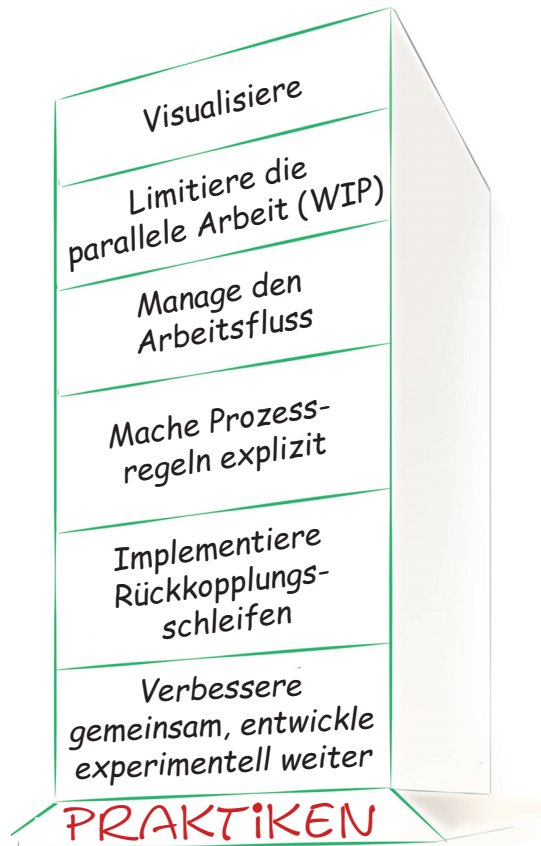 Visualisiere
Limitiere die
parallele Arbeit (WIP)
Manage den
Arbeitsfluss
Mache Prozess-
regeln explizit
Implementiere
Rückkopplungs-
schleifen
Verbessere
gemeinsam, entwickle
experimentell weiter
PRAKTiKEN